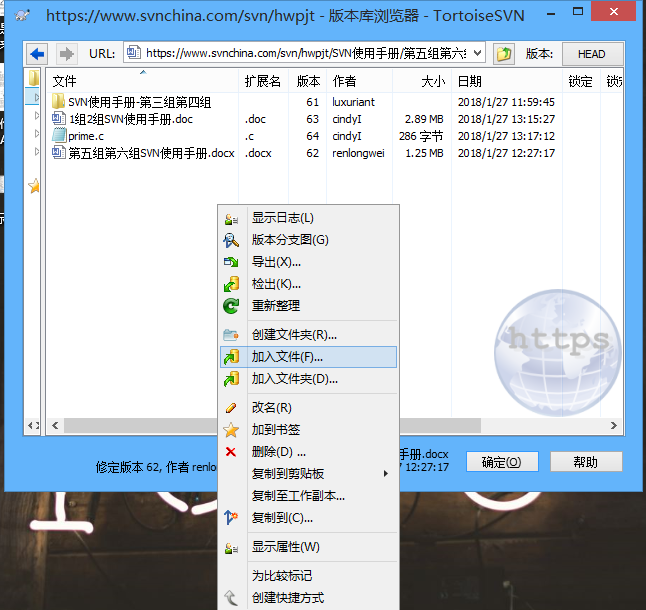 https://www.svnchina.com/svn/hwpjt - 版本库浏览器 - TortoiseSVN
URL: https://www.svnchina.com/svn/hwpjt/SVN使用手册/第五组第六 版本: HEAD
文件 扩展名 版本 作者 大小 日期 锁定
SVN使用手册-第三组第四组 61 luxuriant 2018/1/27 11:59:45
1组2组SVN使用手册.doc .doc 63 cindyI 2.89 MB 2018/1/27 13:15:27
prime.c .c 64 cindyI 286 字节 2018/1/27 13:17:12
第五组第六组SVN使用手册.docx .docx 62 renlongwei 1.25 MB 2018/1/27 12:27:17
显示日志(L)
版本分支图(G)
导出(X)...
检出(K)...
重新整理
创建文件夹(R)...
加入文件(F)...
加入文件夹(D)...
https
改名(R)
加到书签
删除(D) ...
复制到剪贴板
复制至工作副本...
复制到(C)...
显示属性(W)
为比较标记
创建快捷方式
手册.docx
修定版本 62, 作者 renlo 7 12:27:17
确定(O) 帮助